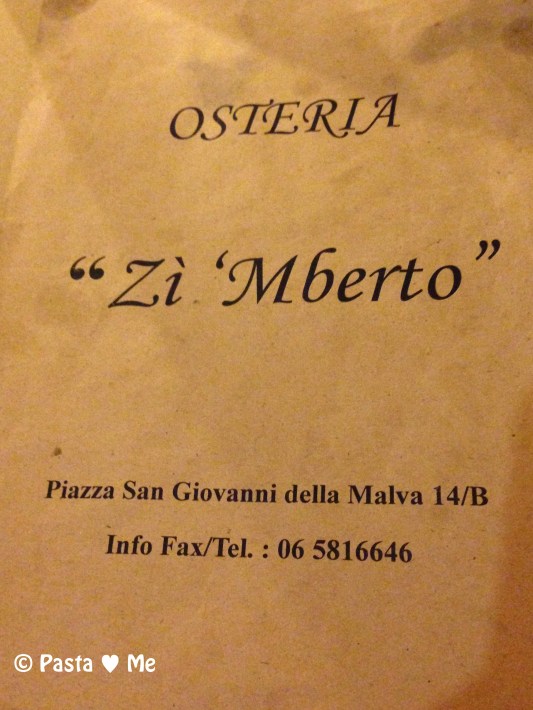 OSTERIA
“Zì ‘Mberto”
Piazza San Giovanni della Malva 14/B
Info Fax/Tel. : 06 5816646
© Pasta ♥ Me